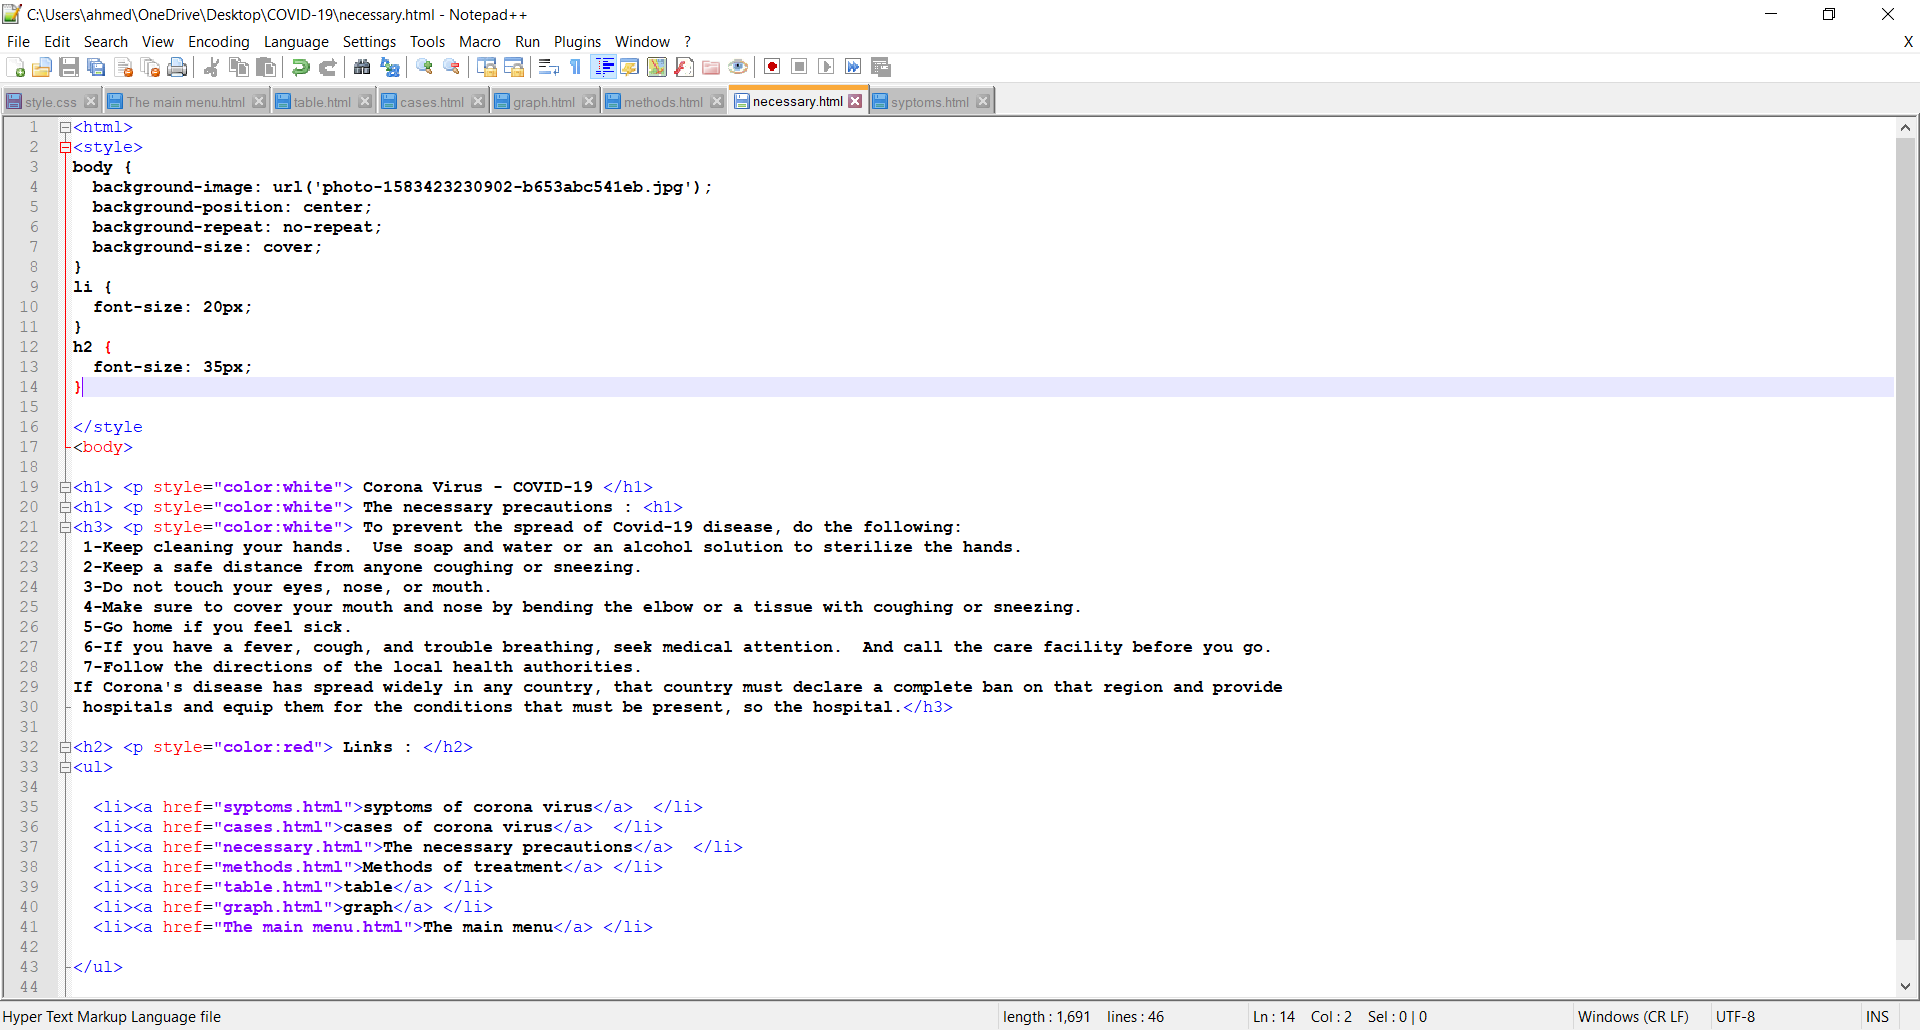 C:\Users\ahmed\OneDrive\Desktop\COVID-19\necessary.html - Notepad++
File Edit Search View Encoding Language Settings Tools Macro Run Plugins Window ? X
style.css The main menu.html table.html cases.html graph.html methods.html necessary.html syptoms.html
1 <html>
2 <style>
3 body {
4   background-image: url('photo-1583423230902-b653abc541eb.jpg');
5   background-position: center;
6   background-repeat: no-repeat;
7   background-size: cover;
8 }
9 li {
10   font-size: 20px;
11 }
12 h2 {
13   font-size: 35px;
14 }
15
16 </style
17 <body>
18
19 <h1> <p style="color:white"> Corona Virus - COVID-19 </h1>
20 <h1> <p style="color:white"> The necessary precautions : <h1>
21 <h3> <p style="color:white"> To prevent the spread of Covid-19 disease, do the following:
22  1-Keep cleaning your hands.  Use soap and water or an alcohol solution to sterilize the hands.
23  2-Keep a safe distance from anyone coughing or sneezing.
24  3-Do not touch your eyes, nose, or mouth.
25  4-Make sure to cover your mouth and nose by bending the elbow or a tissue with coughing or sneezing.
26  5-Go home if you feel sick.
27  6-If you have a fever, cough, and trouble breathing, seek medical attention.  And call the care facility before you go.
28  7-Follow the directions of the local health authorities.
29 If Corona's disease has spread widely in any country, that country must declare a complete ban on that region and provide
30  hospitals and equip them for the conditions that must be present, so the hospital.</h3>
31
32 <h2> <p style="color:red"> Links : </h2>
33 <ul>
34
35   <li><a href="syptoms.html">syptoms of corona virus</a>  </li>
36   <li><a href="cases.html">cases of corona virus</a>  </li>
37   <li><a href="necessary.html">The necessary precautions</a>  </li>
38   <li><a href="methods.html">Methods of treatment</a> </li>
39   <li><a href="table.html">table</a> </li>
40   <li><a href="graph.html">graph</a> </li>
41   <li><a href="The main menu.html">The main menu</a> </li>
42
43 </ul>
44
Hyper Text Markup Language file length : 1,691 lines : 46 Ln : 14 Col : 2 Sel : 0 | 0 Windows (CR LF) UTF-8 INS